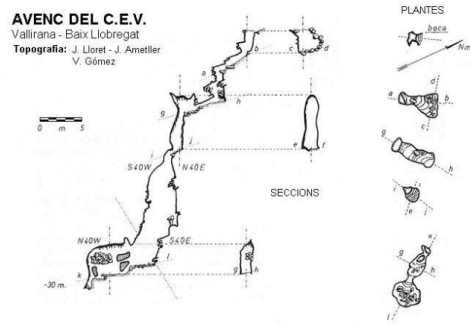 AVENC DEL C.E.V.
Vallirana - Baix Llobregat
Topografia: J. Lloret - J. Ametller
V. Gómez
0 m 5
PLANTES
boca
Nm
a
b
c
d
g
h
i
j
S40W N40E
e
f
SECCIONS
N40W S40E
k
l
-30 m.
g
h
a
d
b
c
g
h
i
e
j
k
g
h
l